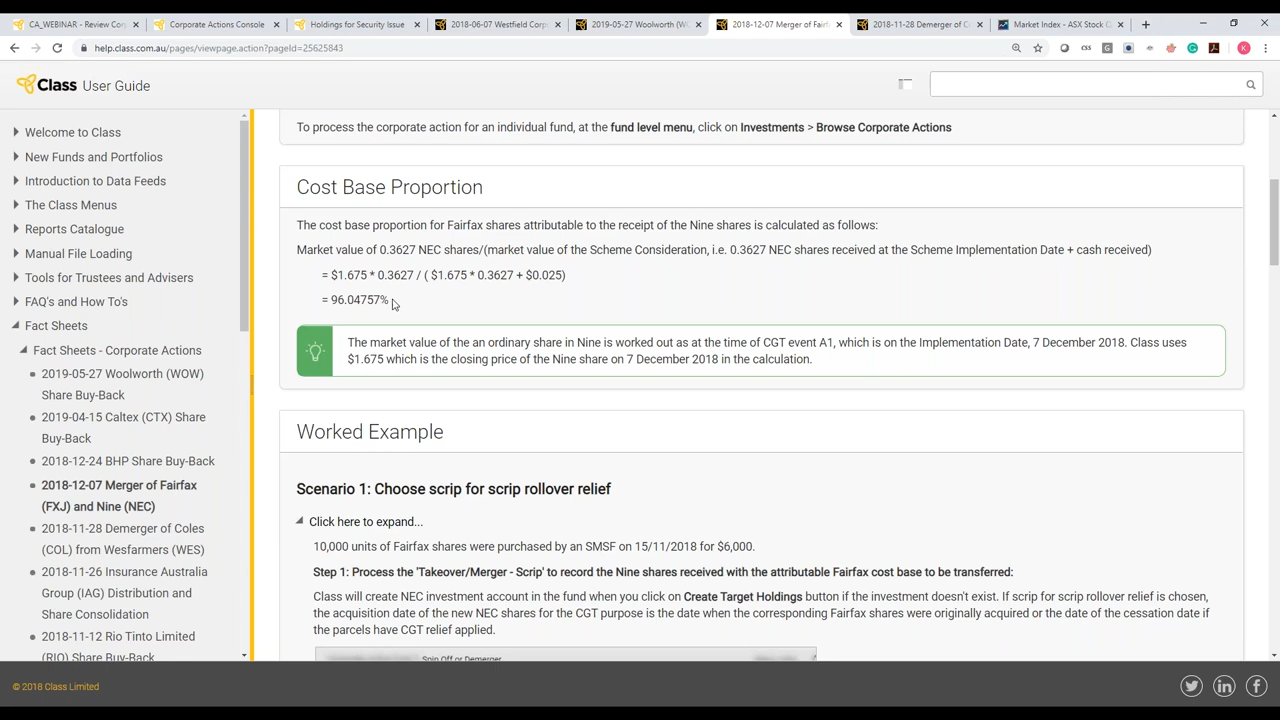 CA_WEBINAR - Review Cor
Corporate Actions Console
Holdings for Security Issue
2018-06-07 Westfield Corp
2019-05-27 Woolworth (WO
2018-12-07 Merger of Fairf
2018-11-28 Demerger of C
Market Index - ASX Stock
help.class.com.au/pages/viewpage.action?pageId=25625843
Class User Guide
Welcome to Class
New Funds and Portfolios
Introduction to Data Feeds
The Class Menus
Reports Catalogue
Manual File Loading
Tools for Trustees and Advisers
FAQ's and How To's
Fact Sheets
Fact Sheets - Corporate Actions
2019-05-27 Woolworth (WOW)
Share Buy-Back
2019-04-15 Caltex (CTX) Share
Buy-Back
2018-12-24 BHP Share Buy-Back
2018-12-07 Merger of Fairfax
(FXJ) and Nine (NEC)
2018-11-28 Demerger of Coles
(COL) from Wesfarmers (WES)
2018-11-26 Insurance Australia
Group (IAG) Distribution and
Share Consolidation
2018-11-12 Rio Tinto Limited
(RIO) Share Buy-Back
To process the corporate action for an individual fund, at the fund level menu, click on Investments > Browse Corporate Actions
Cost Base Proportion
The cost base proportion for Fairfax shares attributable to the receipt of the Nine shares is calculated as follows:
Market value of 0.3627 NEC shares/(market value of the Scheme Consideration, i.e. 0.3627 NEC shares received at the Scheme Implementation Date + cash received)
= $1.675 * 0.3627 / ( $1.675 * 0.3627 + $0.025)
= 96.04757%
The market value of the an ordinary share in Nine is worked out as at the time of CGT event A1, which is on the Implementation Date, 7 December 2018. Class uses
$1.675 which is the closing price of the Nine share on 7 December 2018 in the calculation.
Worked Example
Scenario 1: Choose scrip for scrip rollover relief
Click here to expand...
10,000 units of Fairfax shares were purchased by an SMSF on 15/11/2018 for $6,000.
Step 1: Process the 'Takeover/Merger - Scrip' to record the Nine shares received with the attributable Fairfax cost base to be transferred:
Class will create NEC investment account in the fund when you click on Create Target Holdings button if the investment doesn't exist. If scrip for scrip rollover relief is chosen,
the acquisition date of the new NEC shares for the CGT purpose is the date when the corresponding Fairfax shares were originally acquired or the date of the cessation date if
the parcels have CGT relief applied.
Spin Off or Demerger
© 2018 Class Limited